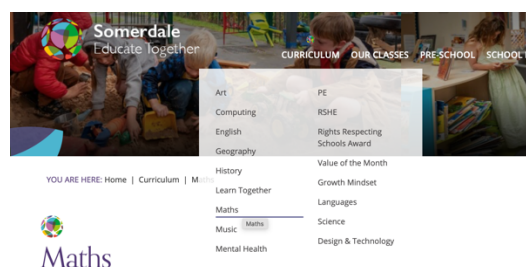 Somerdale
Educate Together
CURRICULUM OUR CLASSES PRE-SCHOOL SCHOOL
Art
Computing
English
Geography
History
Learn Together
Maths
Maths
Music
Mental Health
PE
RSHE
Rights Respecting
Schools Award
Value of the Month
Growth Mindset
Languages
Science
Design & Technology
YOU ARE HERE: Home | Curriculum | Maths
Maths